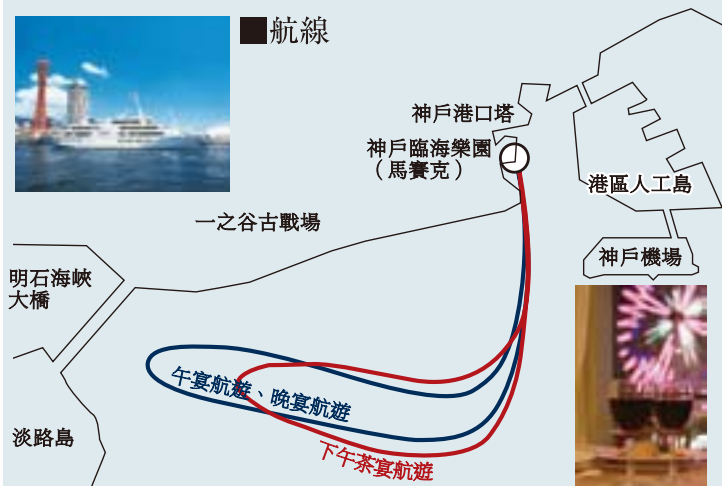 ■航線
神戶港口塔
神戶臨海樂園
（馬賽克）
港區人工島
一之谷古戰場
神戶機場
明石海峽
大橋
午宴航遊、晚宴航遊
淡路島
下午茶宴航遊